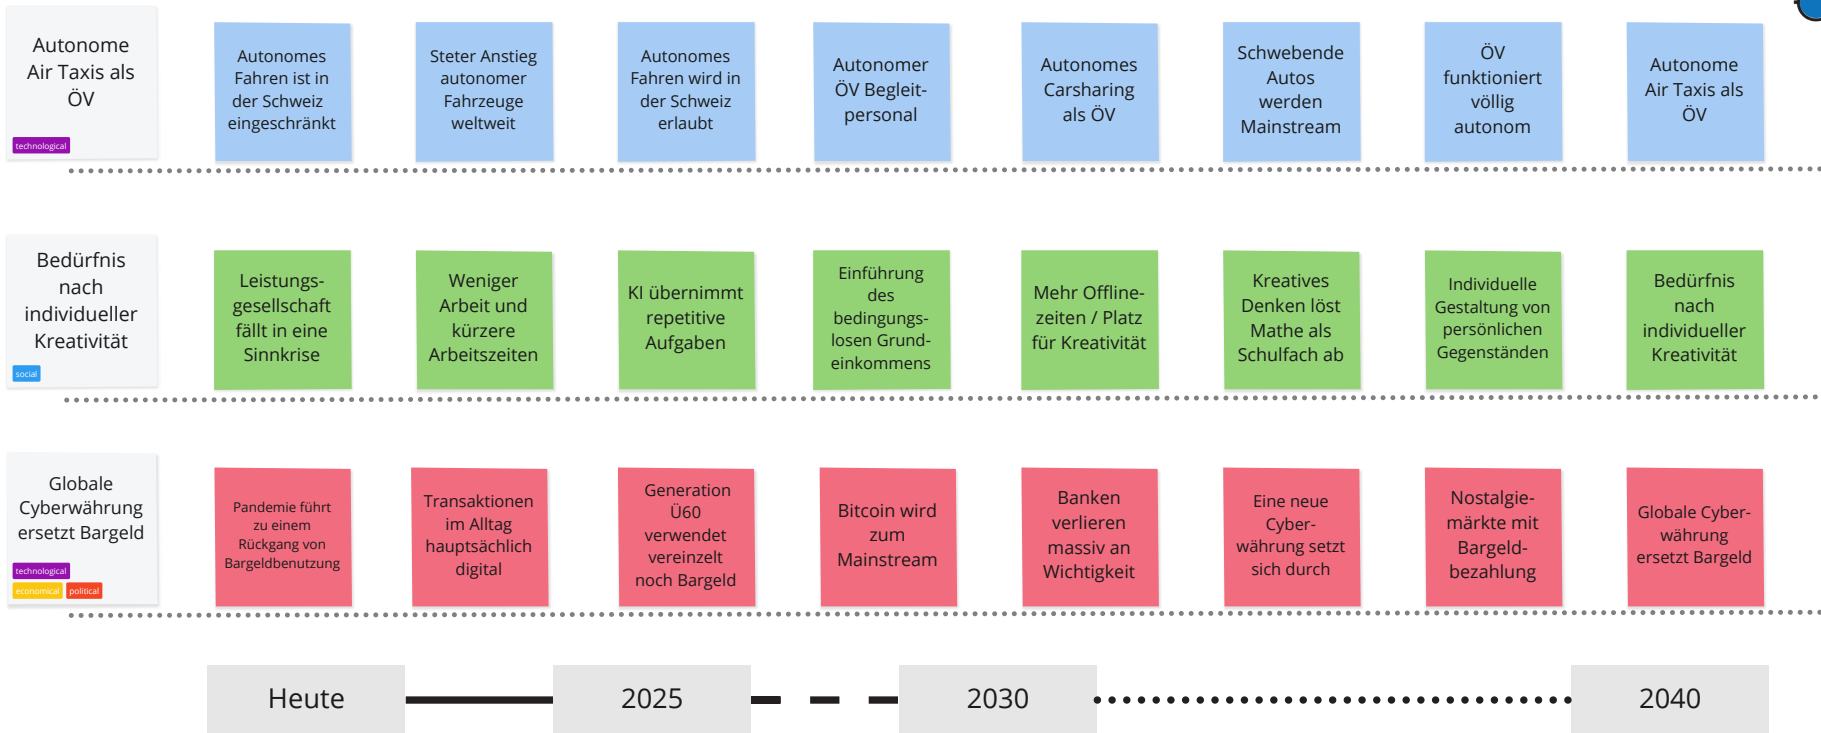 Autonome
Air Taxis als
ÖV
technological
Autonomes
Fahren ist in
der Schweiz
eingeschränkt
Steter Anstieg
autonomer
Fahrzeuge
weltweit
Autonomes
Fahren wird in
der Schweiz
erlaubt
Autonomer
ÖV Begleit-
personal
Autonomes
Carsharing
als ÖV
Schwebende
Autos
werden
Mainstream
ÖV
funktioniert
völlig
autonom
Autonome
Air Taxis als
ÖV
Bedürfnis
nach
individueller
Kreativität
social
Leistungs-
gesellschaft
fällt in eine
Sinnkrise
Weniger
Arbeit und
kürzere
Arbeitszeiten
KI übernimmt
repetitive
Aufgaben
Einführung
des
bedingungs-
losen Grund-
einkommens
Mehr Offline-
zeiten / Platz
für Kreativität
Kreatives
Denken löst
Mathe als
Schulfach ab
Individuelle
Gestaltung von
persönlichen
Gegenständen
Bedürfnis
nach
individueller
Kreativität
Globale
Cyberwährung
ersetzt Bargeld
technological
economical political
Pandemie führt
zu einem
Rückgang von
Bargeldbenutzung
Transaktionen
im Alltag
hauptsächlich
digital
Generation
Ü60
verwendet
vereinzelt
noch Bargeld
Bitcoin wird
zum
Mainstream
Banken
verlieren
massiv an
Wichtigkeit
Eine neue
Cyber-
währung setzt
sich durch
Nostalgie-
märkte mit
Bargeld-
bezahlung
Globale Cyber-
währung
ersetzt Bargeld
Heute
2025
2030
2040